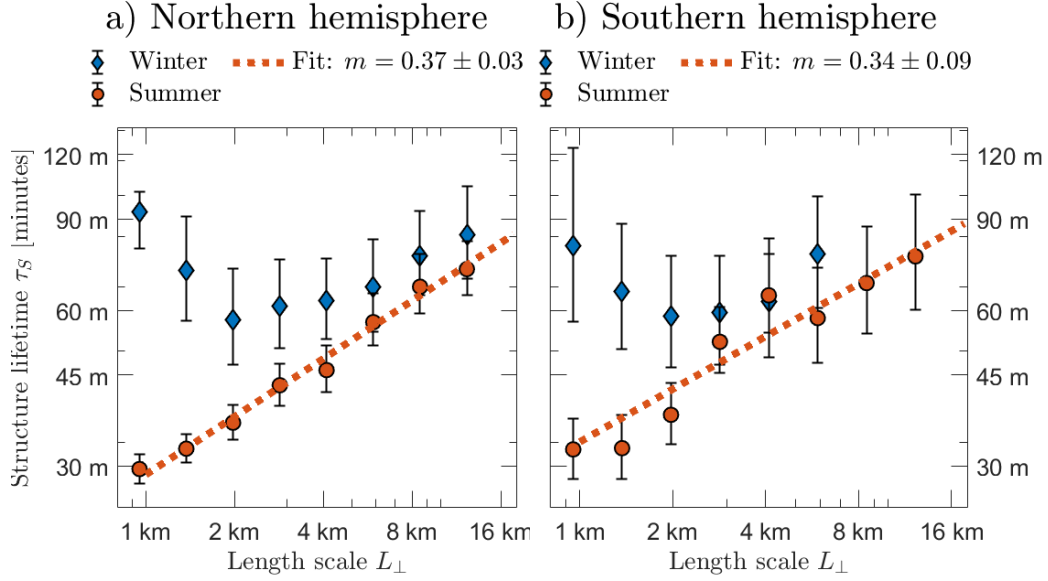 a) Northern hemisphere
Winter
Fit: m = 0.37 ± 0.03
Summer
b) Southern hemisphere
Winter
Fit: m = 0.34 ± 0.09
Summer
Structure lifetime τ_S [minutes]
120 m
90 m
60 m
45 m
30 m
1 km
2 km
4 km
8 km
16 km
Length scale L_⊥
120 m
90 m
60 m
45 m
30 m
1 km
2 km
4 km
8 km
16 km
Length scale L_⊥